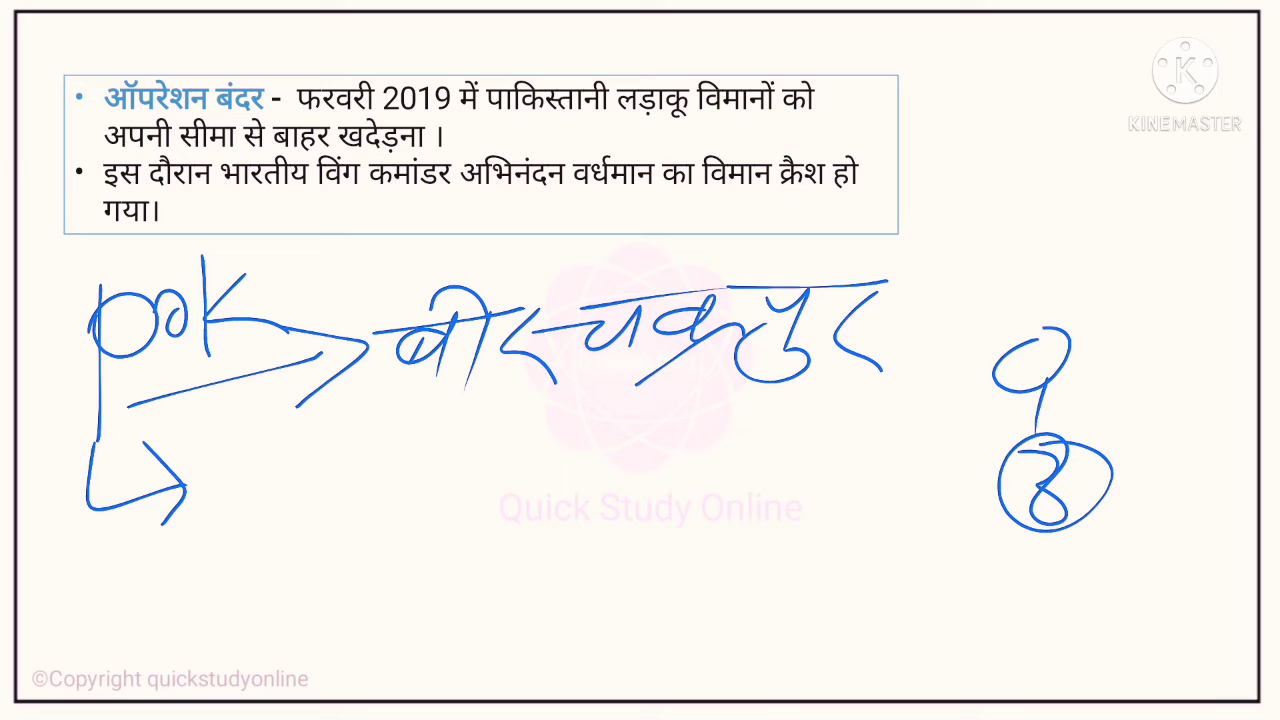 • ऑपरेशन बंदर - फरवरी 2019 में पाकिस्तानी लड़ाकू विमानों को
अपनी सीमा से बाहर खदेड़ना ।
• इस दौरान भारतीय विंग कमांडर अभिनंदन वर्धमान का विमान क्रैश हो
गया।
K
KINEMASTER
POK
बीर चक्र
Quick Study Online
©Copyright quickstudyonline